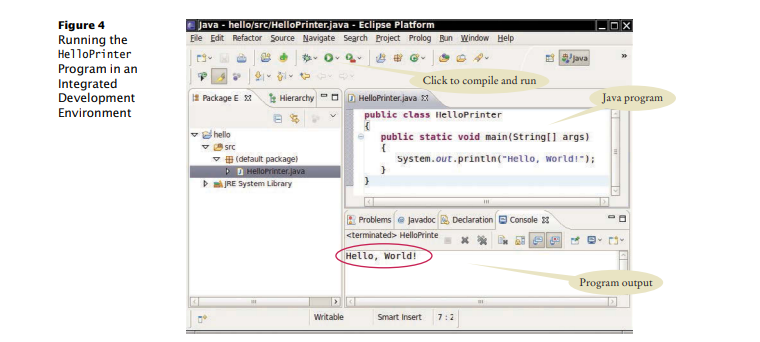 Figure 4
Running the
HelloPrinter
Program in an
Integrated
Development
Environment
Java - hello/src/HelloPrinter.java - Eclipse Platform
File Edit Refactor Source Navigate Search Project Prolog Run Window Help
Java
»
Click to compile and run
Package E
Hierarchy
HelloPrinter.java
Java program
public class HelloPrinter
{
public static void main(String[] args)
{
System.out.println("Hello, World!");
}
}
hello
src
(default package)
HelloPrinter.java
JRE System Library
Problems @ Javadoc Declaration Console
<terminated> HelloPrinte
Hello, World!
Program output
Writable Smart Insert 7 : 2